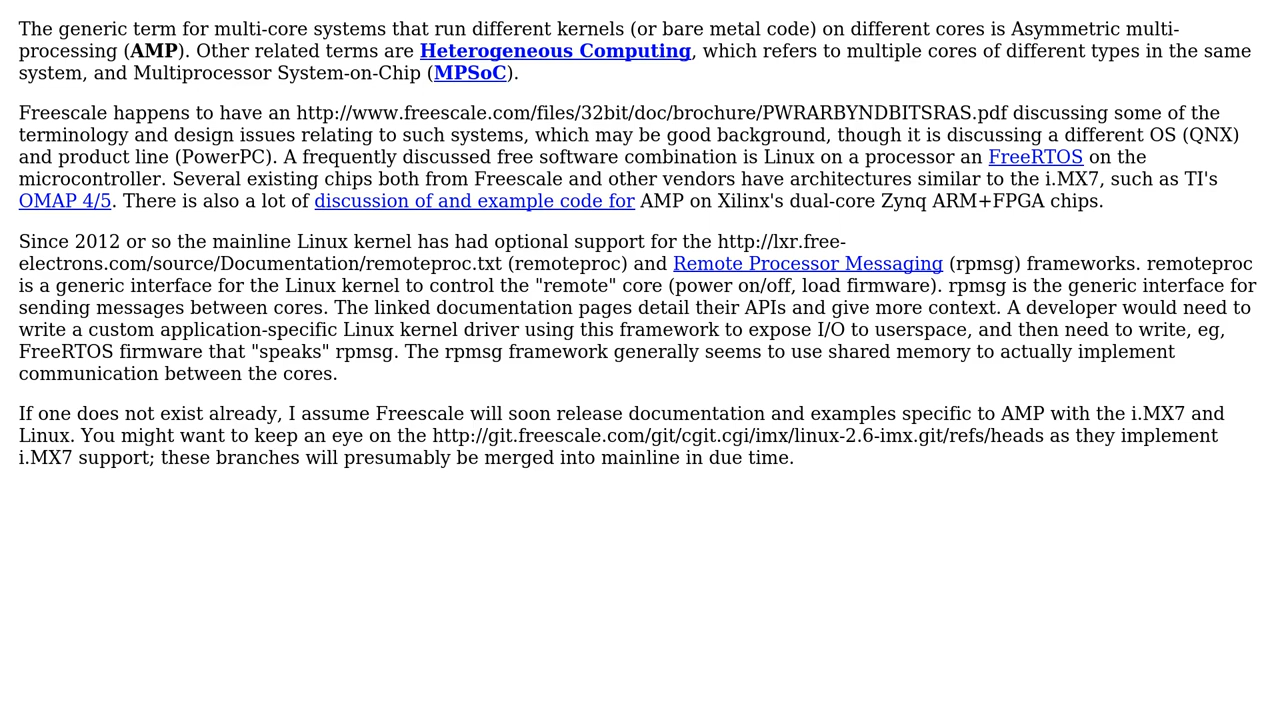 The generic term for multi-core systems that run different kernels (or bare metal code) on different cores is Asymmetric multi-
processing (AMP). Other related terms are Heterogeneous Computing, which refers to multiple cores of different types in the same
system, and Multiprocessor System-on-Chip (MPSoC).
Freescale happens to have an http://www.freescale.com/files/32bit/doc/brochure/PWRARBYNDBITSRAS.pdf discussing some of the
terminology and design issues relating to such systems, which may be good background, though it is discussing a different OS (QNX)
and product line (PowerPC). A frequently discussed free software combination is Linux on a processor an FreeRTOS on the
microcontroller. Several existing chips both from Freescale and other vendors have architectures similar to the i.MX7, such as TI's
OMAP 4/5. There is also a lot of discussion of and example code for AMP on Xilinx's dual-core Zynq ARM+FPGA chips.
Since 2012 or so the mainline Linux kernel has had optional support for the http://lxr.free-
electrons.com/source/Documentation/remoteproc.txt (remoteproc) and Remote Processor Messaging (rpmsg) frameworks. remoteproc
is a generic interface for the Linux kernel to control the "remote" core (power on/off, load firmware). rpmsg is the generic interface for
sending messages between cores. The linked documentation pages detail their APIs and give more context. A developer would need to
write a custom application-specific Linux kernel driver using this framework to expose I/O to userspace, and then need to write, eg,
FreeRTOS firmware that "speaks" rpmsg. The rpmsg framework generally seems to use shared memory to actually implement
communication between the cores.
If one does not exist already, I assume Freescale will soon release documentation and examples specific to AMP with the i.MX7 and
Linux. You might want to keep an eye on the http://git.freescale.com/git/cgit.cgi/imx/linux-2.6-imx.git/refs/heads as they implement
i.MX7 support; these branches will presumably be merged into mainline in due time.